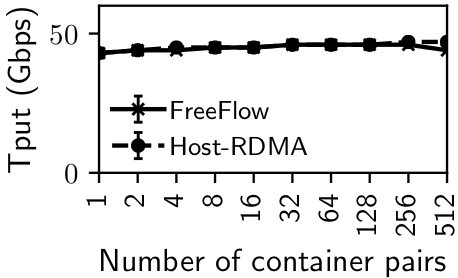 Tput (Gbps)
50
0
FreeFlow
Host-RDMA
1 2 4 8 16 32 64 128 256 512
Number of container pairs